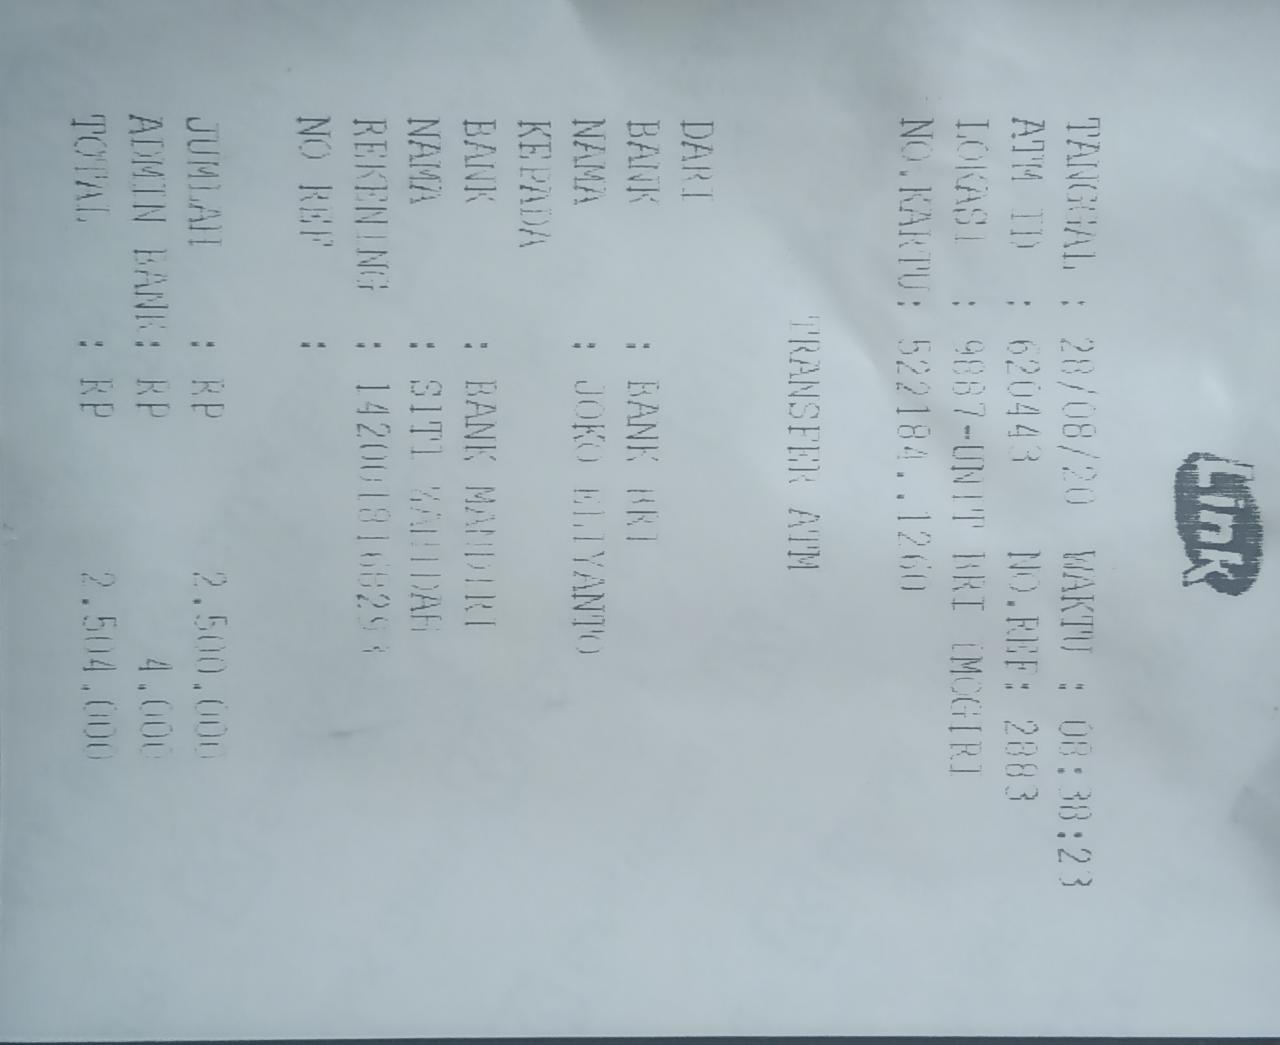 Link
TANGGAL : 28/08/20 WAKTU : 08:38:23
ATM ID : 620443 NO.REF: 2883
LOKASI : 9887-UNIT BRI IMOGIRI
NO.KARTU: 522184..1260
TRANSFER ATM
DARI
BANK : BANK BRI
NAMA : JOKO ELIYANTO
KEPADA
BANK : BANK MANDIRI
NAMA : SITI
REKENING :
NO REF :
JUMLAH : RP 2.500.000
ADMIN BANK: RP 4.000
TOTAL : RP 2.504.000